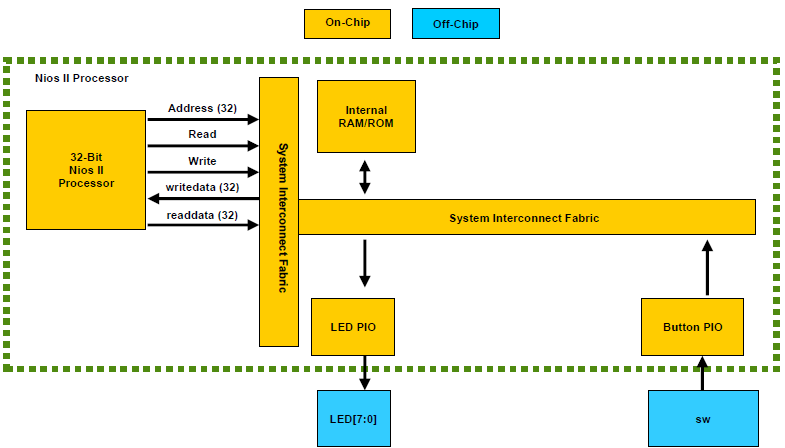 On-Chip
Off-Chip
Nios II Processor
32-Bit
Nios II
Processor
Address (32)
Read
Write
writedata (32)
readdata (32)
System Interconnect Fabric
Internal
RAM/ROM
System Interconnect Fabric
LED PIO
Button PIO
LED[7:0]
sw